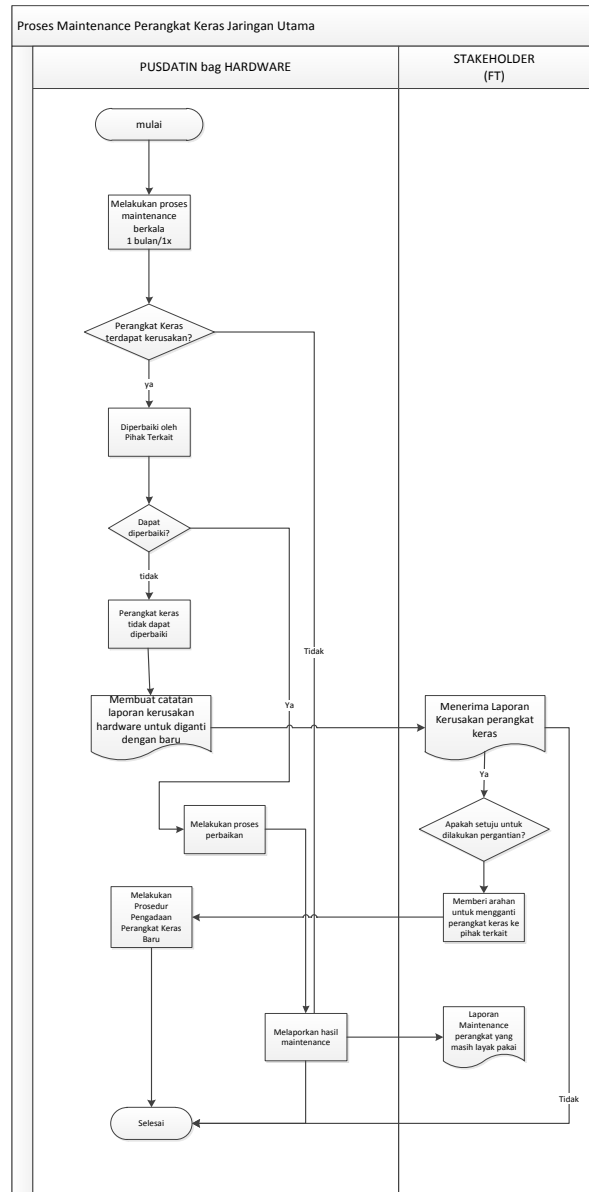 Proses Maintenance Perangkat Keras Jaringan Utama
PUSDATIN bag HARDWARE
STAKEHOLDER
(FT)
mulai
Melakukan proses
maintenance
berkala
1 bulan/1x
Perangkat Keras
terdapat kerusakan?
ya
Diperbaiki oleh
Pihak Terkait
Dapat
diperbaiki?
tidak
Perangkat keras
tidak dapat
diperbaiki
Tidak
Membuat catatan
laporan kerusakan
hardware untuk diganti
dengan baru
Ya
Menerima Laporan
Kerusakan perangkat
keras
Ya
Melakukan proses
perbaikan
Apakah setuju untuk
dilakukan pergantian?
Melakukan
Prosedur
Pengadaan
Perangkat Keras
Baru
Memberi arahan
untuk mengganti
perangkat keras ke
pihak terkait
Melaporkan hasil
maintenance
Laporan
Maintenance
perangkat yang
masih layak pakai
Tidak
Selesai